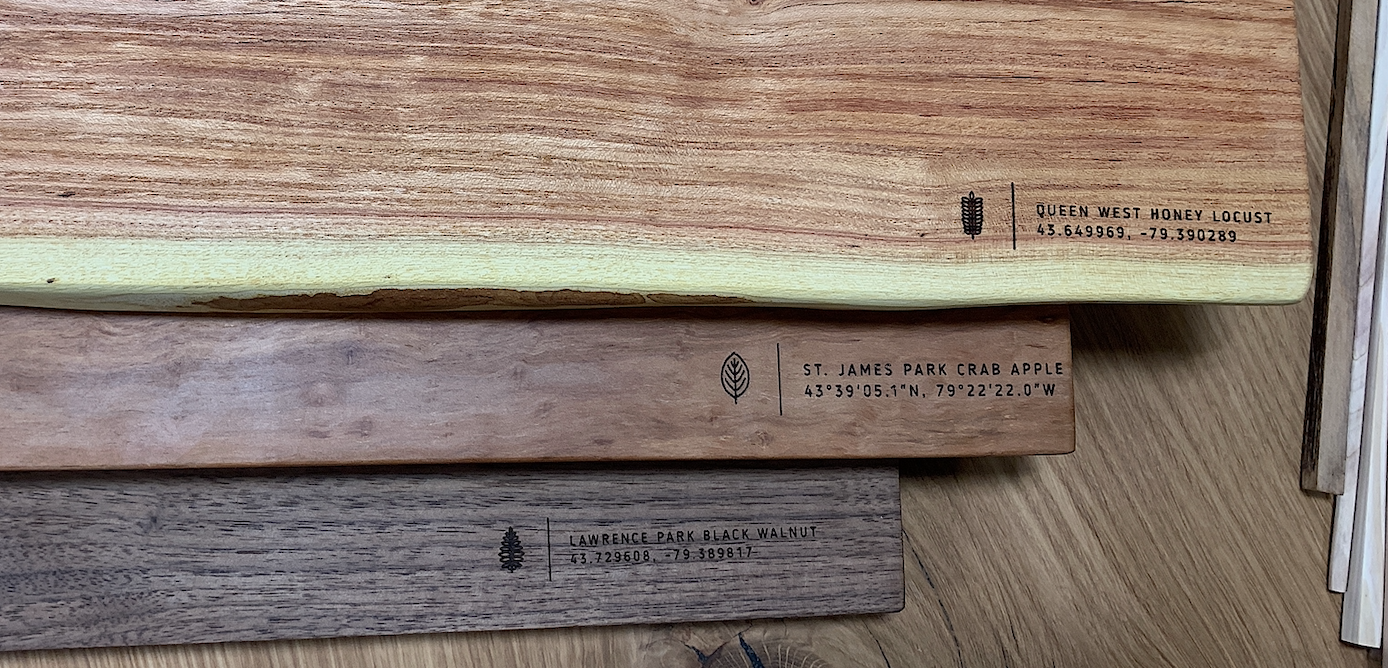 QUEEN WEST HONEY LOCUST
43.649969, -79.390289
ST. JAMES PARK CRAB APPLE
43°39'05.1"N, 79°22'22.0"W
LAWRENCE PARK BLACK WALNUT
43.729608, -79.389817